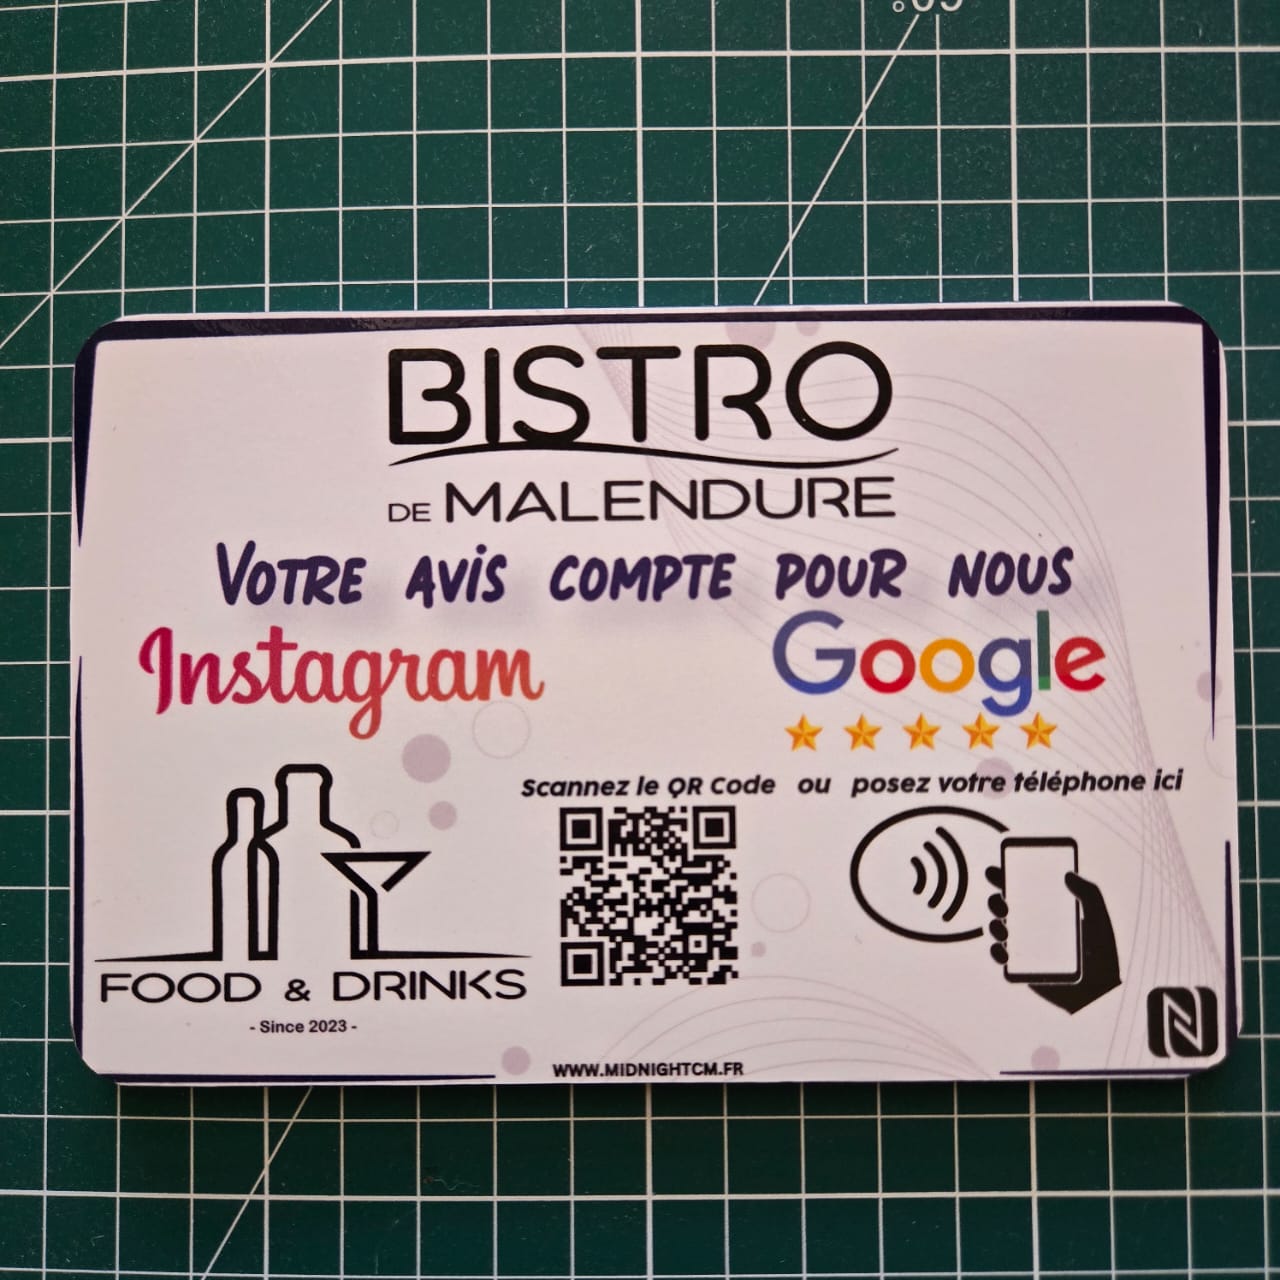 BISTRO
DE MALENDURE
VOTRE AVIS COMPTE POUR NOUS
Instagram
Google
Scannez le QR Code ou posez votre téléphone ici
FOOD & DRINKS
- Since 2023 -
WWW.MIDNIGHTCM.FR